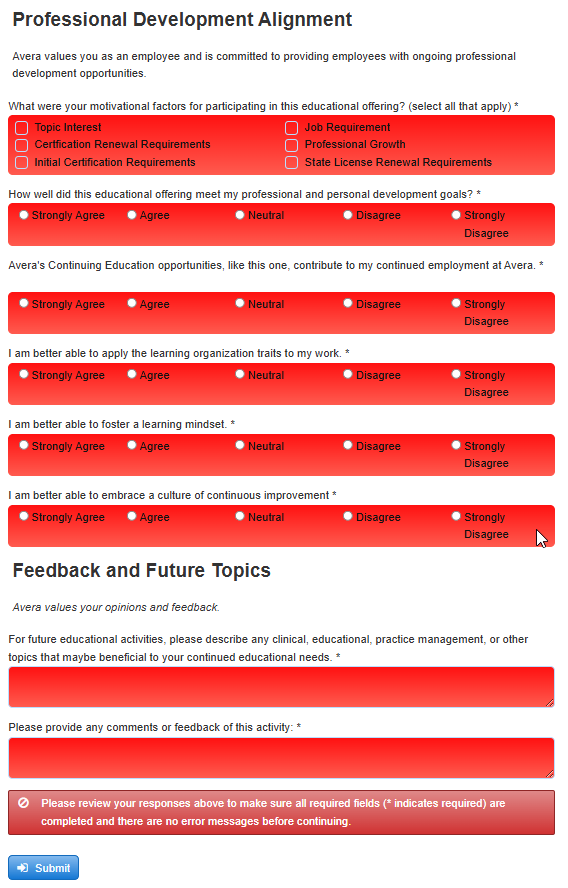 Professional Development Alignment
Avera values you as an employee and is committed to providing employees with ongoing professional
development opportunities.
What were your motivational factors for participating in this educational offering? (select all that apply) *
Topic Interest Job Requirement
Certfication Renewal Requirements Professional Growth
Initial Certification Requirements State License Renewal Requirements
How well did this educational offering meet my professional and personal development goals? *
Strongly Agree Agree Neutral Disagree Strongly
Disagree
Avera's Continuing Education opportunities, like this one, contribute to my continued employment at Avera. *
Strongly Agree Agree Neutral Disagree Strongly
Disagree
I am better able to apply the learning organization traits to my work. *
Strongly Agree Agree Neutral Disagree Strongly
Disagree
I am better able to foster a learning mindset. *
Strongly Agree Agree Neutral Disagree Strongly
Disagree
I am better able to embrace a culture of continuous improvement *
Strongly Agree Agree Neutral Disagree Strongly
Disagree
Feedback and Future Topics
Avera values your opinions and feedback.
For future educational activities, please describe any clinical, educational, practice management, or other
topics that maybe beneficial to your continued educational needs. *
Please provide any comments or feedback of this activity: *
Please review your responses above to make sure all required fields (* indicates required) are
completed and there are no error messages before continuing.
Submit